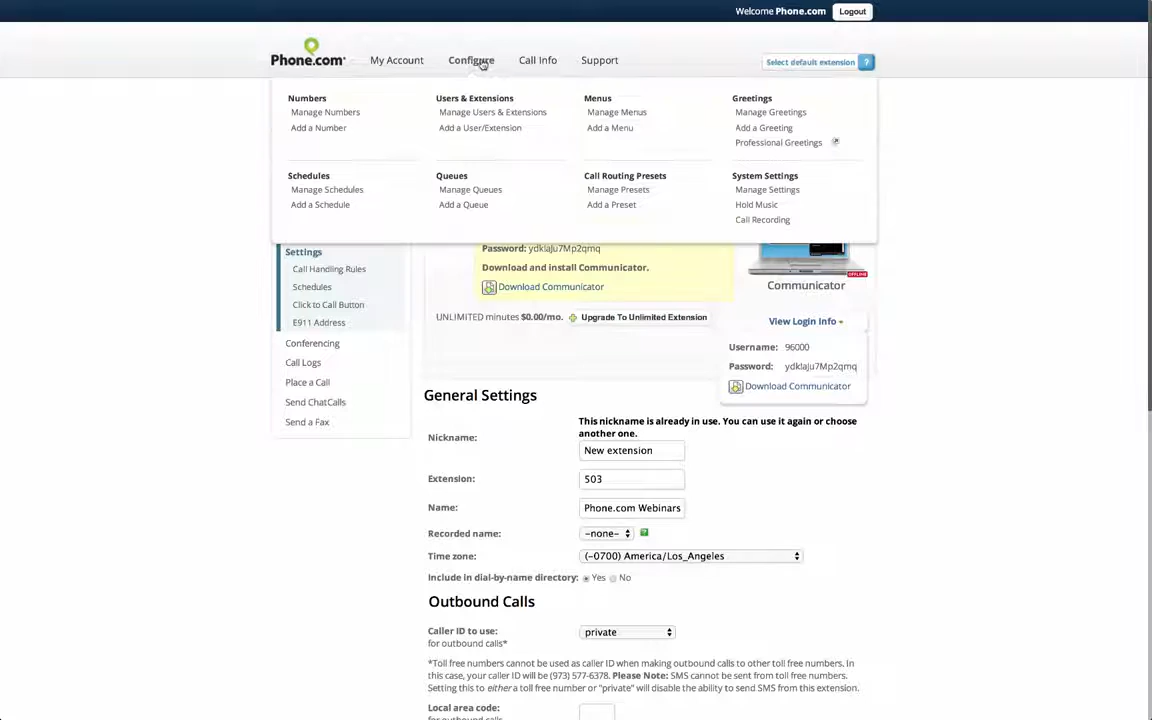 Welcome Phone.com Logout
Phone.com My Account Configure Call Info Support Select default extension ?
Numbers Users & Extensions Menus Greetings
Manage Numbers Manage Users & Extensions Manage Menus Manage Greetings
Add a Number Add a User/Extension Add a Menu Add a Greeting
Professional Greetings
Schedules Queues Call Routing Presets System Settings
Manage Schedules Manage Queues Manage Presets Manage Settings
Add a Schedule Add a Queue Add a Preset Hold Music
Call Recording
Settings
Call Handling Rules
Schedules
Click to Call Button
E911 Address
Conferencing
Call Logs
Place a Call
Send ChatCalls
Send a Fax
Password: ydklaJu7Mp2qmq
Download and install Communicator.
Download Communicator
UNLIMITED minutes $0.00/mo. Upgrade To Unlimited Extension
OFFLINE
Communicator
View Login Info
Username: 96000
Password: ydklaJu7Mp2qmq
Download Communicator
General Settings
This nickname is already in use. You can use it again or choose
another one.
Nickname: New extension
Extension: 503
Name: Phone.com Webinars
Recorded name: -none-
Time zone: (-0700) America/Los_Angeles
Include in dial-by-name directory: Yes No
Outbound Calls
Caller ID to use: private
for outbound calls*
*Toll free numbers cannot be used as caller ID when making outbound calls to other toll free numbers. In
this case, your caller ID will be (973) 577-6378. Please Note: SMS cannot be sent from toll free numbers.
Setting this to either a toll free number or "private" will disable the ability to send SMS from this extension.
Local area code:
for outbound calls